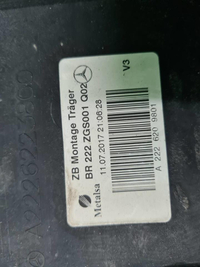 ZB Montage Träger
BR 222 ZGS001 Q02
11.07.2017 21:06:28
Metalsa
V3
A 222 620 9801